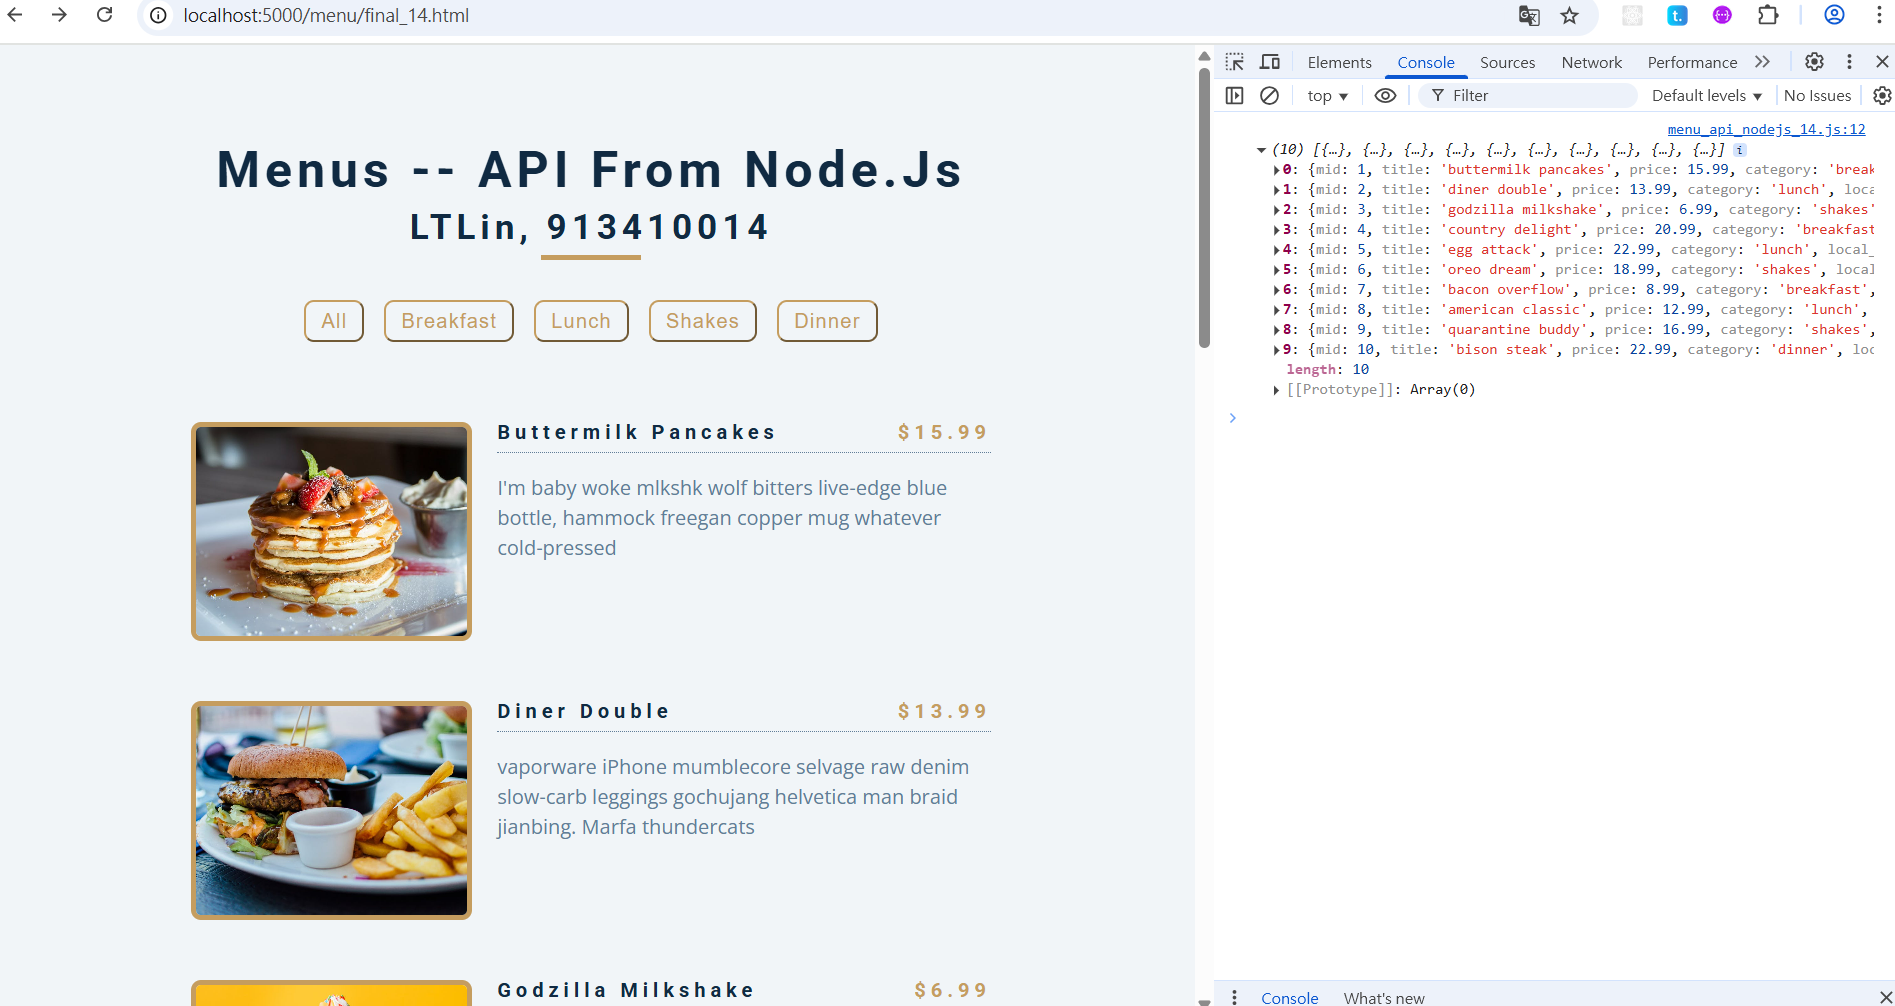 localhost:5000/menu/final_14.html
Menus -- API From Node.Js
LTLin, 913410014
All
Breakfast
Lunch
Shakes
Dinner
Buttermilk Pancakes $15.99
I'm baby woke mlkshk wolf bitters live-edge blue
bottle, hammock freegan copper mug whatever
cold-pressed
Diner Double $13.99
vaporware iPhone mumblecore selvage raw denim
slow-carb leggings gochujang helvetica man braid
jianbing. Marfa thundercats
Godzilla Milkshake $6.99
Elements Console Sources Network Performance
top Filter Default levels No Issues
menu_api_nodejs_14.js:12
(10) [{…}, {…}, {…}, {…}, {…}, {…}, {…}, {…}, {…}, {…}] i
0: {mid: 1, title: 'buttermilk pancakes', price: 15.99, category: 'break
1: {mid: 2, title: 'diner double', price: 13.99, category: 'lunch', loca
2: {mid: 3, title: 'godzilla milkshake', price: 6.99, category: 'shakes'
3: {mid: 4, title: 'country delight', price: 20.99, category: 'breakfast
4: {mid: 5, title: 'egg attack', price: 22.99, category: 'lunch', local_
5: {mid: 6, title: 'oreo dream', price: 18.99, category: 'shakes', local
6: {mid: 7, title: 'bacon overflow', price: 8.99, category: 'breakfast',
7: {mid: 8, title: 'american classic', price: 12.99, category: 'lunch',
8: {mid: 9, title: 'quarantine buddy', price: 16.99, category: 'shakes',
9: {mid: 10, title: 'bison steak', price: 22.99, category: 'dinner', loc
length: 10
[[Prototype]]: Array(0)
Console What's new